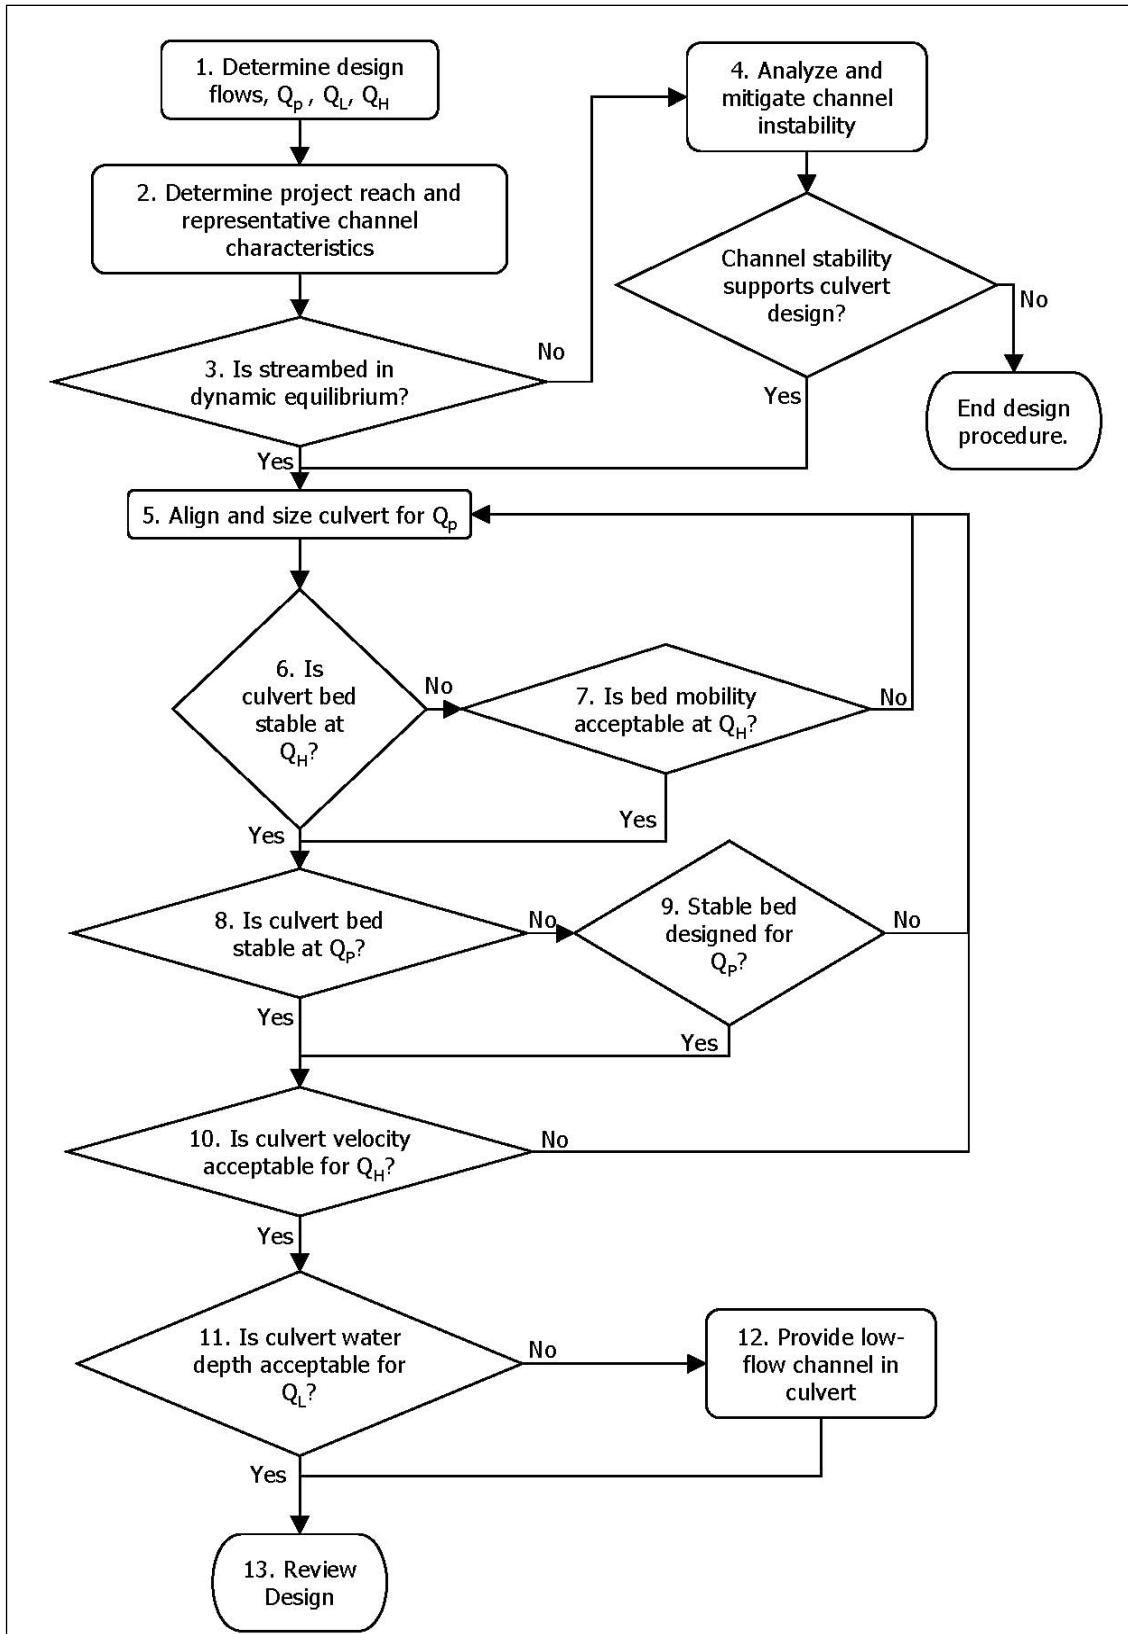 1. Determine design
flows, Qp , QL, QH
4. Analyze and
mitigate channel
instability
2. Determine project reach and
representative channel
characteristics
Channel stability
supports culvert
design?
No
Yes
End design
procedure.
3. Is streambed in
dynamic equilibrium?
No
Yes
5. Align and size culvert for Qp
6. Is
culvert bed
stable at
QH?
No
7. Is bed mobility
acceptable at QH?
No
Yes
Yes
8. Is culvert bed
stable at QP?
No
9. Stable bed
designed for
QP?
No
Yes
Yes
10. Is culvert velocity
acceptable for QH?
No
Yes
11. Is culvert water
depth acceptable for
QL?
No
12. Provide low-
flow channel in
culvert
Yes
13. Review
Design